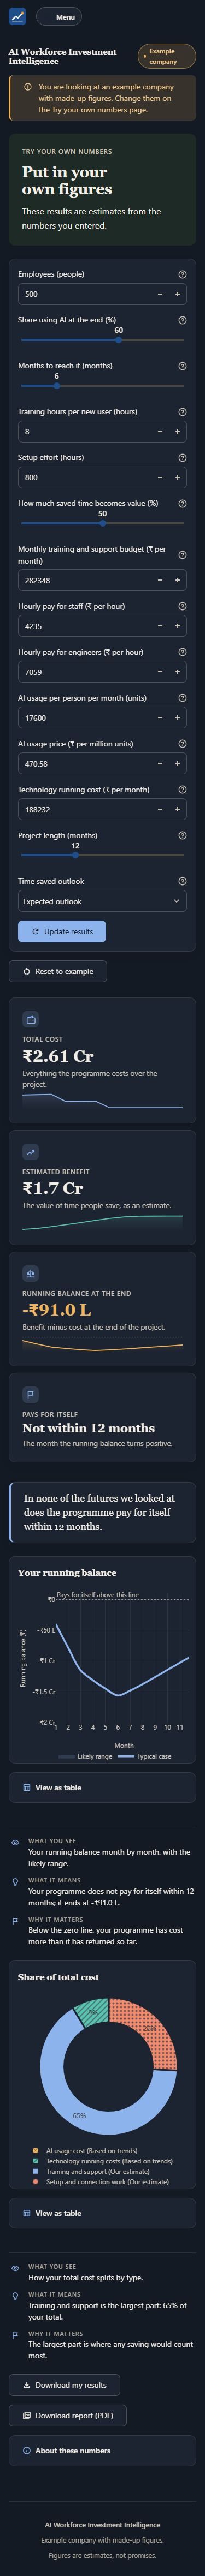 Menu
AI Workforce Investment
Intelligence
Example
company
You are looking at an example company
with made-up figures. Change them on
the Try your own numbers page.
TRY YOUR OWN NUMBERS
Put in your
own figures
These results are estimates from the
numbers you entered.
Employees (people)
500
Share using AI at the end (%)
60
Months to reach it (months)
6
Training hours per new user (hours)
8
Setup effort (hours)
800
How much saved time becomes value (%)
50
Monthly training and support budget (₹ per
month)
282348
Hourly pay for staff (₹ per hour)
4235
Hourly pay for engineers (₹ per hour)
7059
AI usage per person per month (units)
17600
AI usage price (₹ per million units)
470.58
Technology running cost (₹ per month)
188232
Project length (months)
12
Time saved outlook
Expected outlook
Update results
Reset to example
TOTAL COST
₹2.61 Cr
Everything the programme costs over the
project.
ESTIMATED BENEFIT
₹1.7 Cr
The value of time people save, as an estimate.
RUNNING BALANCE AT THE END
-₹91.0 L
Benefit minus cost at the end of the project.
PAYS FOR ITSELF
Not within 12 months
The month the running balance turns positive.
In none of the futures we looked at
does the programme pay for itself
within 12 months.
Your running balance
Pays for itself above this line
₹0
-₹50 L
-₹1 Cr
-₹1.5 Cr
-₹2 Cr
Running balance (₹)
1 2 3 4 5 6 7 8 9 10 11
Month
Likely range Typical case
View as table
WHAT YOU SEE
Your running balance month by month, with the
likely range.
WHAT IT MEANS
Your programme does not pay for itself within 12
months; it ends at -₹91.0 L.
WHY IT MATTERS
Below the zero line, your programme has cost
more than it has returned so far.
Share of total cost
65%
AI usage cost (Based on trends)
Technology running costs (Based on trends)
Training and support (Our estimate)
Setup and connection work (Our estimate)
View as table
WHAT YOU SEE
How your total cost splits by type.
WHAT IT MEANS
Training and support is the largest part: 65% of
your total.
WHY IT MATTERS
The largest part is where any saving would count
most.
Download my results
Download report (PDF)
About these numbers
AI Workforce Investment Intelligence
Example company with made-up figures.
Figures are estimates, not promises.